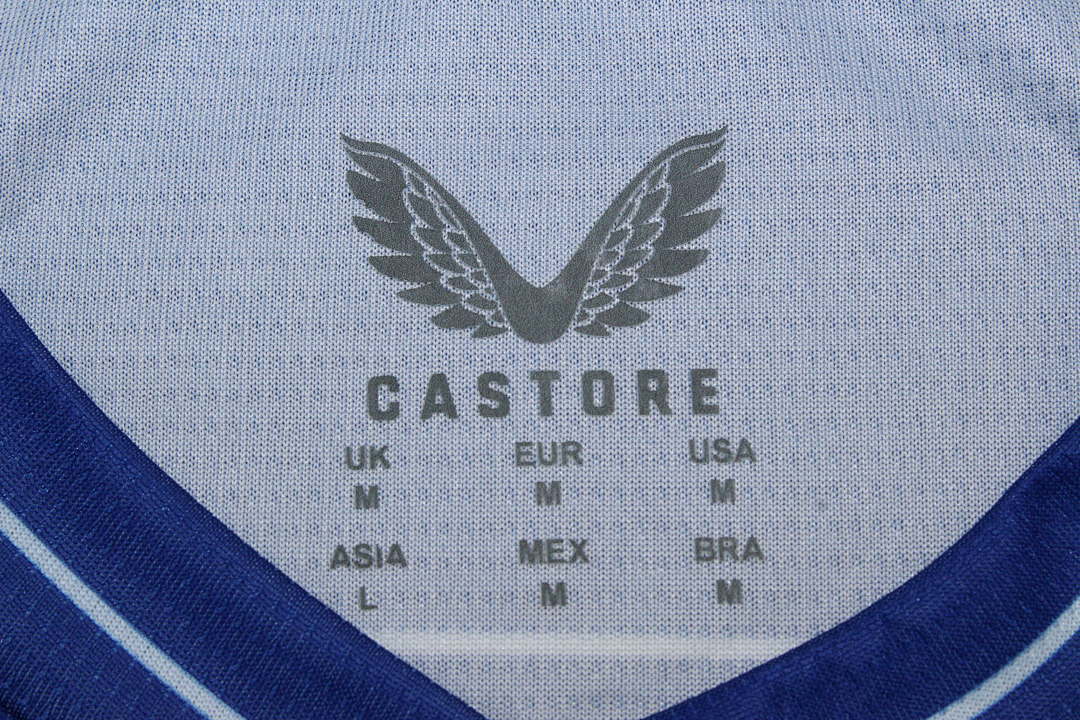 CASTORE
UK EUR USA
M M M
ASIA MEX BRA
L M M